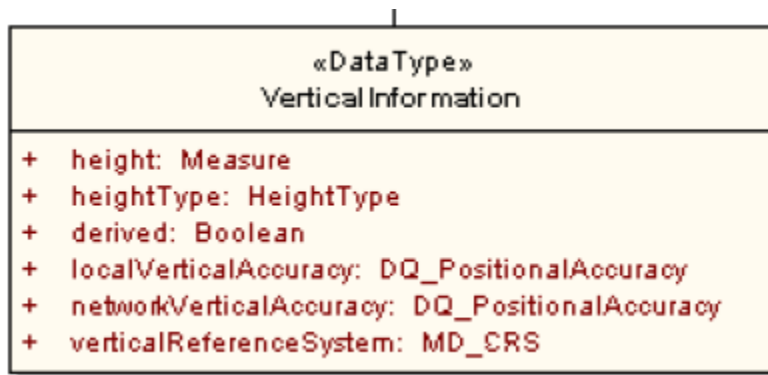 «DataType»
VerticalInformation
+ height: Measure
+ heightType: HeightType
+ derived: Boolean
+ localVerticalAccuracy: DQ_PositionalAccuracy
+ networkVerticalAccuracy: DQ_PositionalAccuracy
+ verticalReferenceSystem: MD_CRS